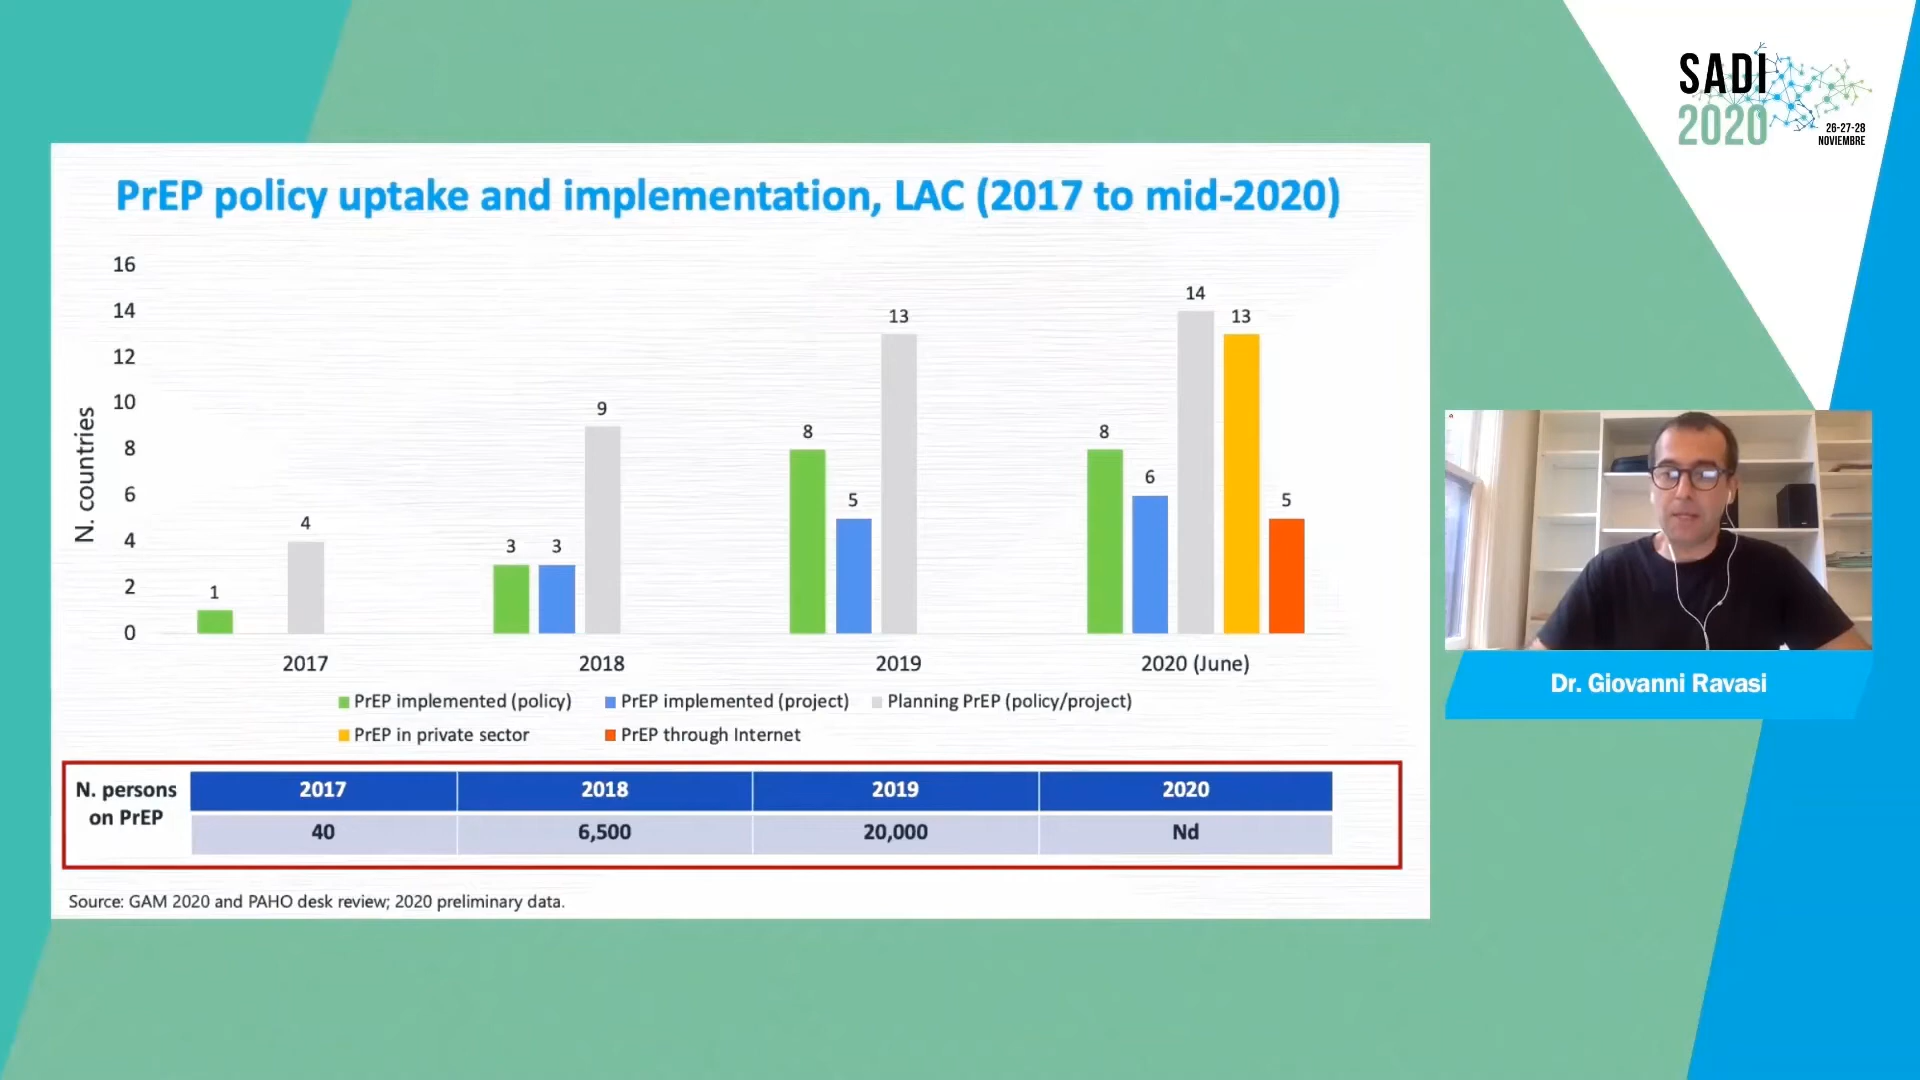 SADI
2020
26-27-28
NOVIEMBRE
PrEP policy uptake and implementation, LAC (2017 to mid-2020)
N. countries
16
14
12
10
8
6
4
2
0
1
4
3
3
9
8
5
13
8
6
14
13
5
2017
2018
2019
2020 (June)
PrEP implemented (policy)
PrEP implemented (project)
Planning PrEP (policy/project)
PrEP in private sector
PrEP through Internet
N. persons
on PrEP
2017
2018
2019
2020
40
6,500
20,000
Nd
Source: GAM 2020 and PAHO desk review; 2020 preliminary data.
Dr. Giovanni Ravasi